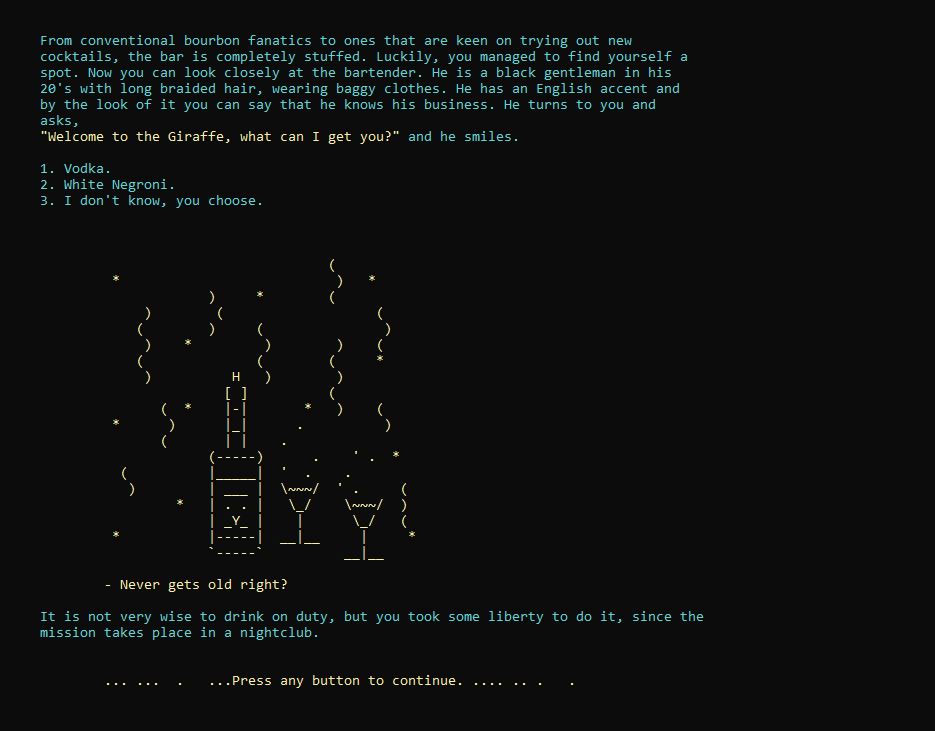 From conventional bourbon fanatics to ones that are keen on trying out new
cocktails, the bar is completely stuffed. Luckily, you managed to find yourself a
spot. Now you can look closely at the bartender. He is a black gentleman in his
20's with long braided hair, wearing baggy clothes. He has an English accent and
by the look of it you can say that he knows his business. He turns to you and
asks,
"Welcome to the Giraffe, what can I get you?" and he smiles.
1. Vodka.
2. White Negroni.
3. I don't know, you choose.
- Never gets old right?
It is not very wise to drink on duty, but you took some liberty to do it, since the
mission takes place in a nightclub.
... ...  .   ...Press any button to continue. .... .. .   .